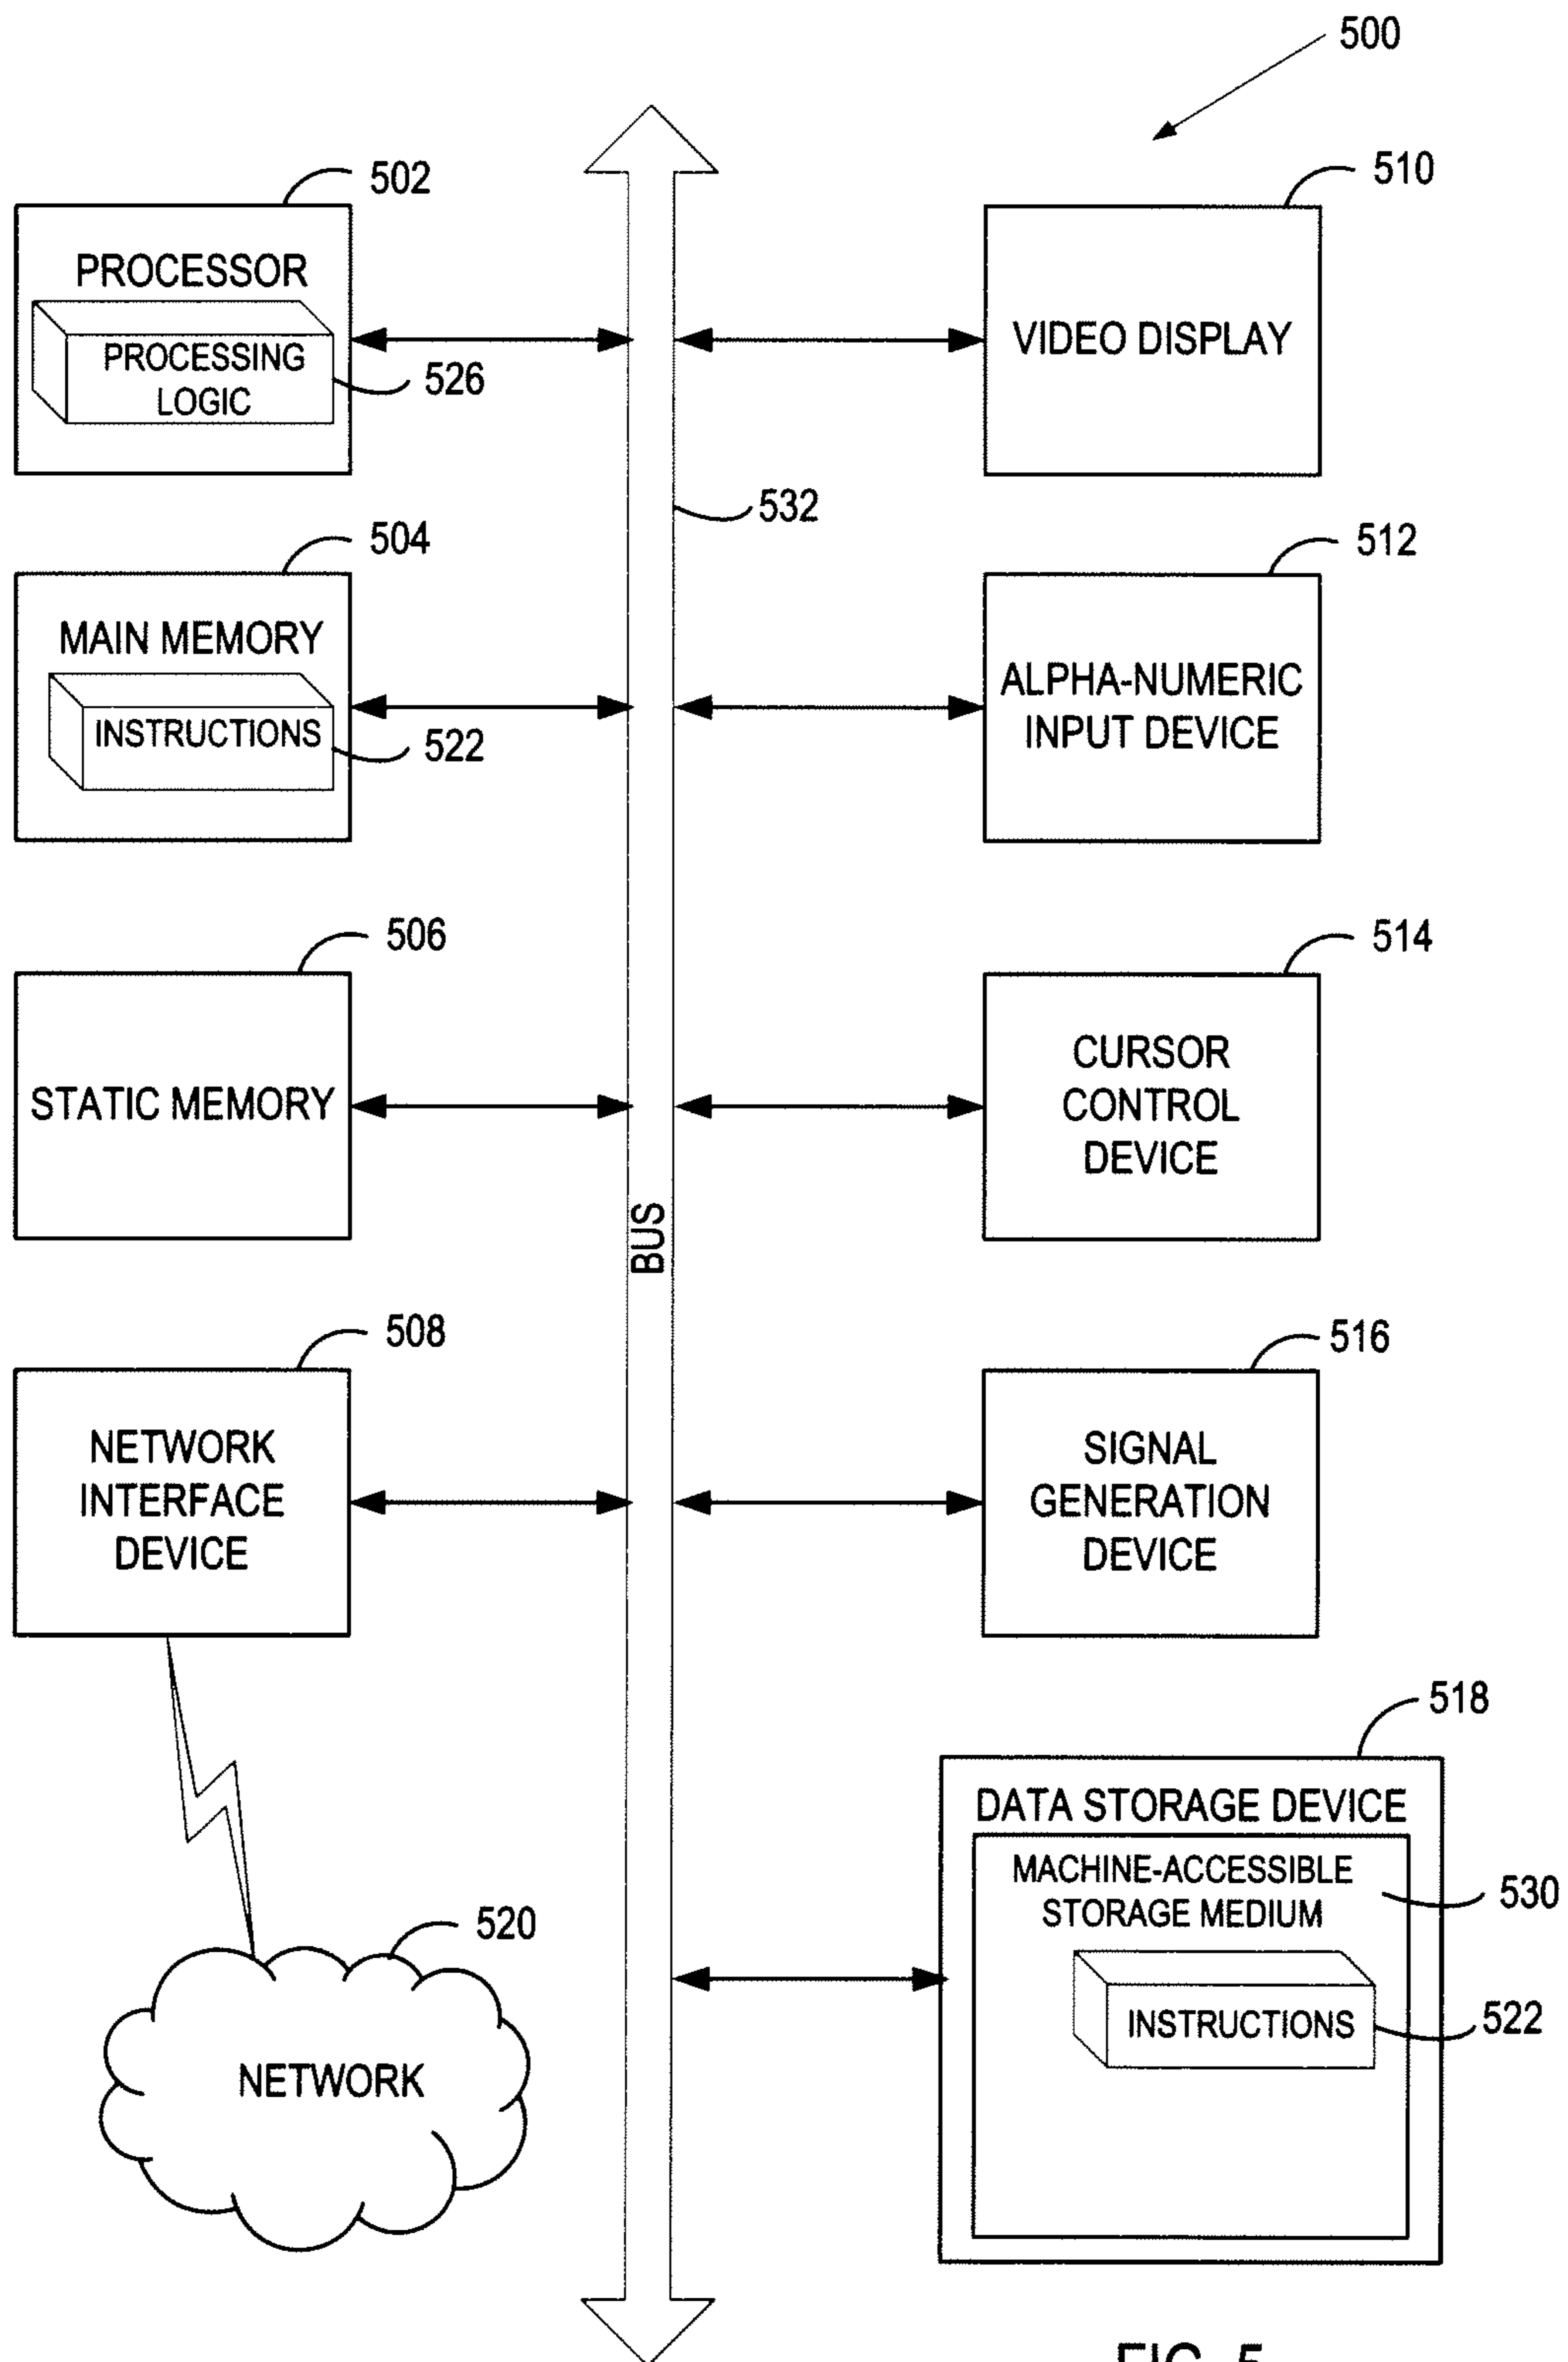 500
502
PROCESSOR
PROCESSING
LOGIC
526
510
VIDEO DISPLAY
532
504
MAIN MEMORY
INSTRUCTIONS
522
512
ALPHA-NUMERIC
INPUT DEVICE
506
STATIC MEMORY
514
CURSOR
CONTROL
DEVICE
BUS
508
NETWORK
INTERFACE
DEVICE
516
SIGNAL
GENERATION
DEVICE
518
DATA STORAGE DEVICE
MACHINE-ACCESSIBLE
STORAGE MEDIUM
530
INSTRUCTIONS
522
520
NETWORK
FIG. 5